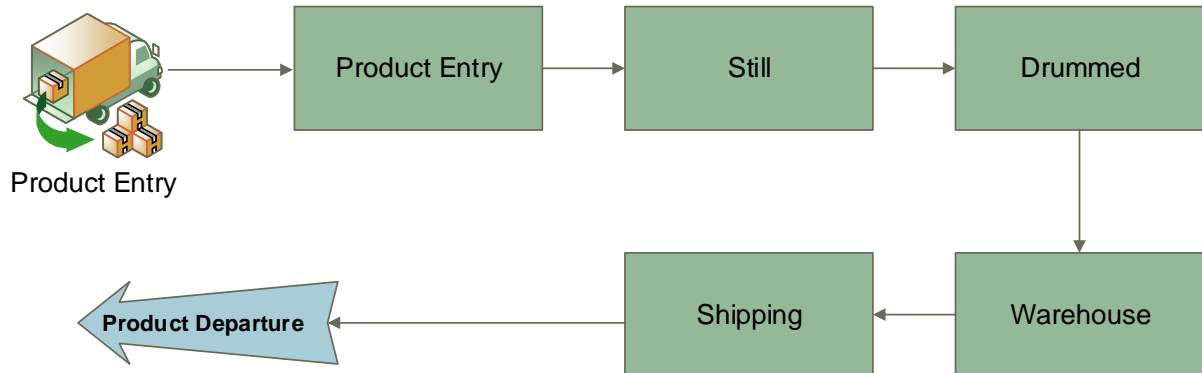 Product Entry
Product Entry
Still
Drummed
Warehouse
Shipping
Product Departure